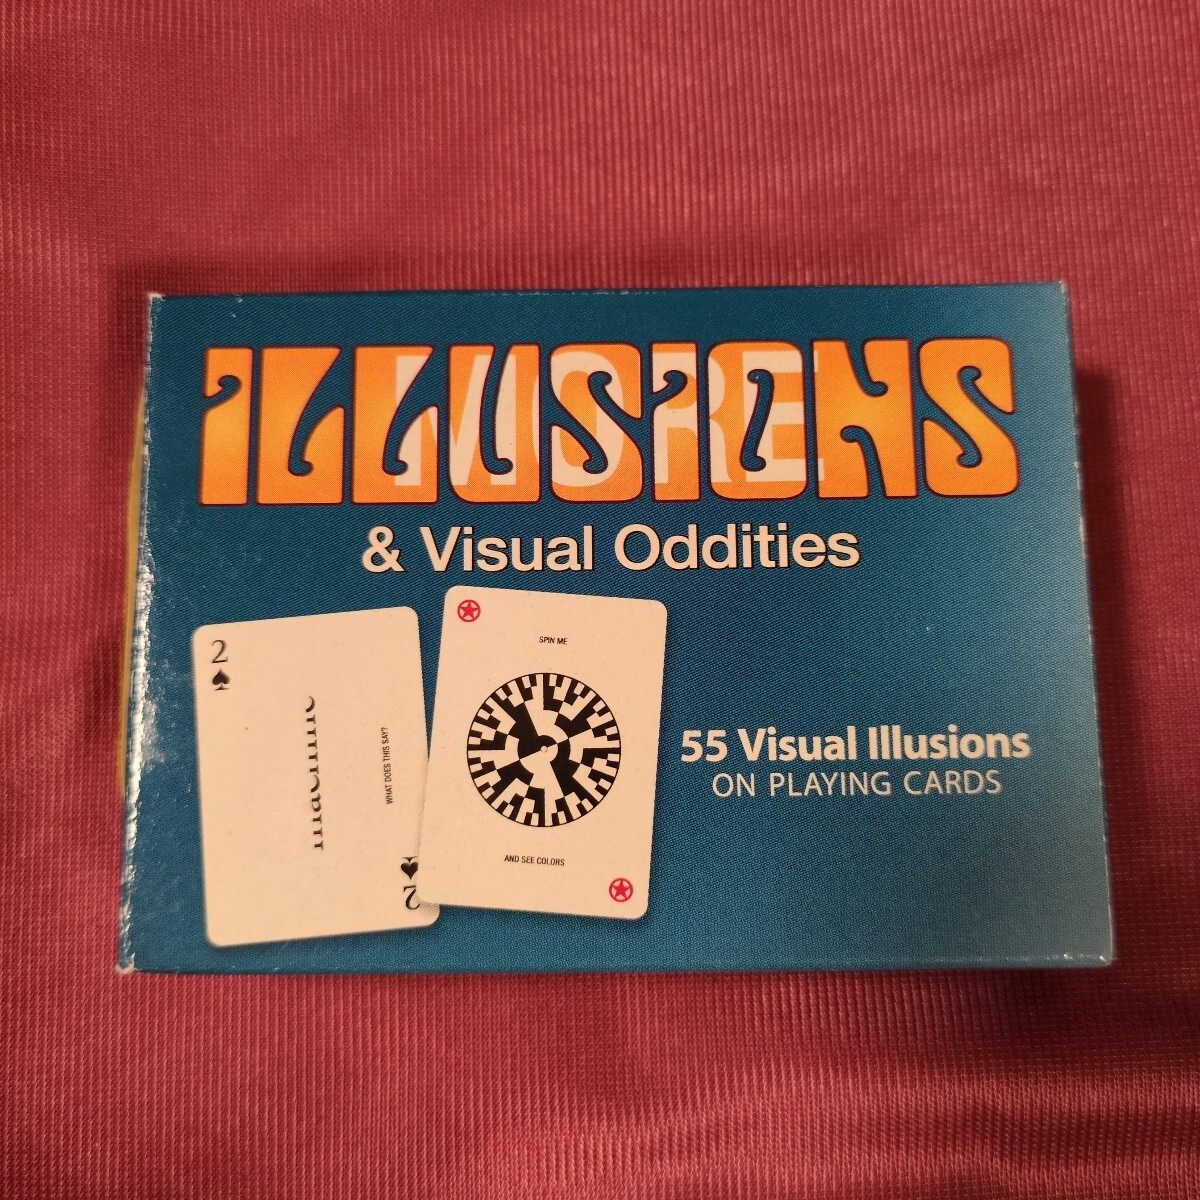 ILLUSIONS
MORE
& Visual Oddities
2
WHAT DOES THIS SAY?
2
SPIN ME
AND SEE COLORS
55 Visual Illusions
ON PLAYING CARDS